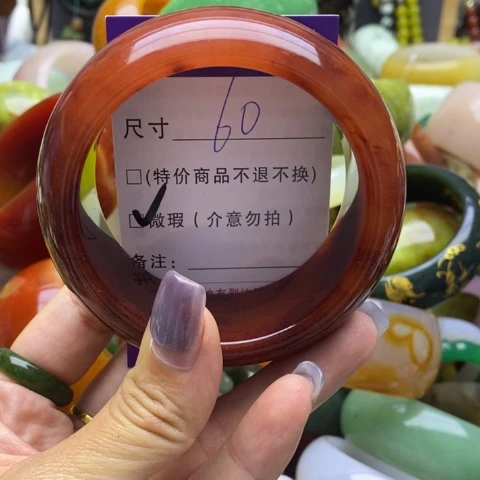 尺寸 60
□(特价商品不退不换)
☑微瑕（介意勿拍）
备注：